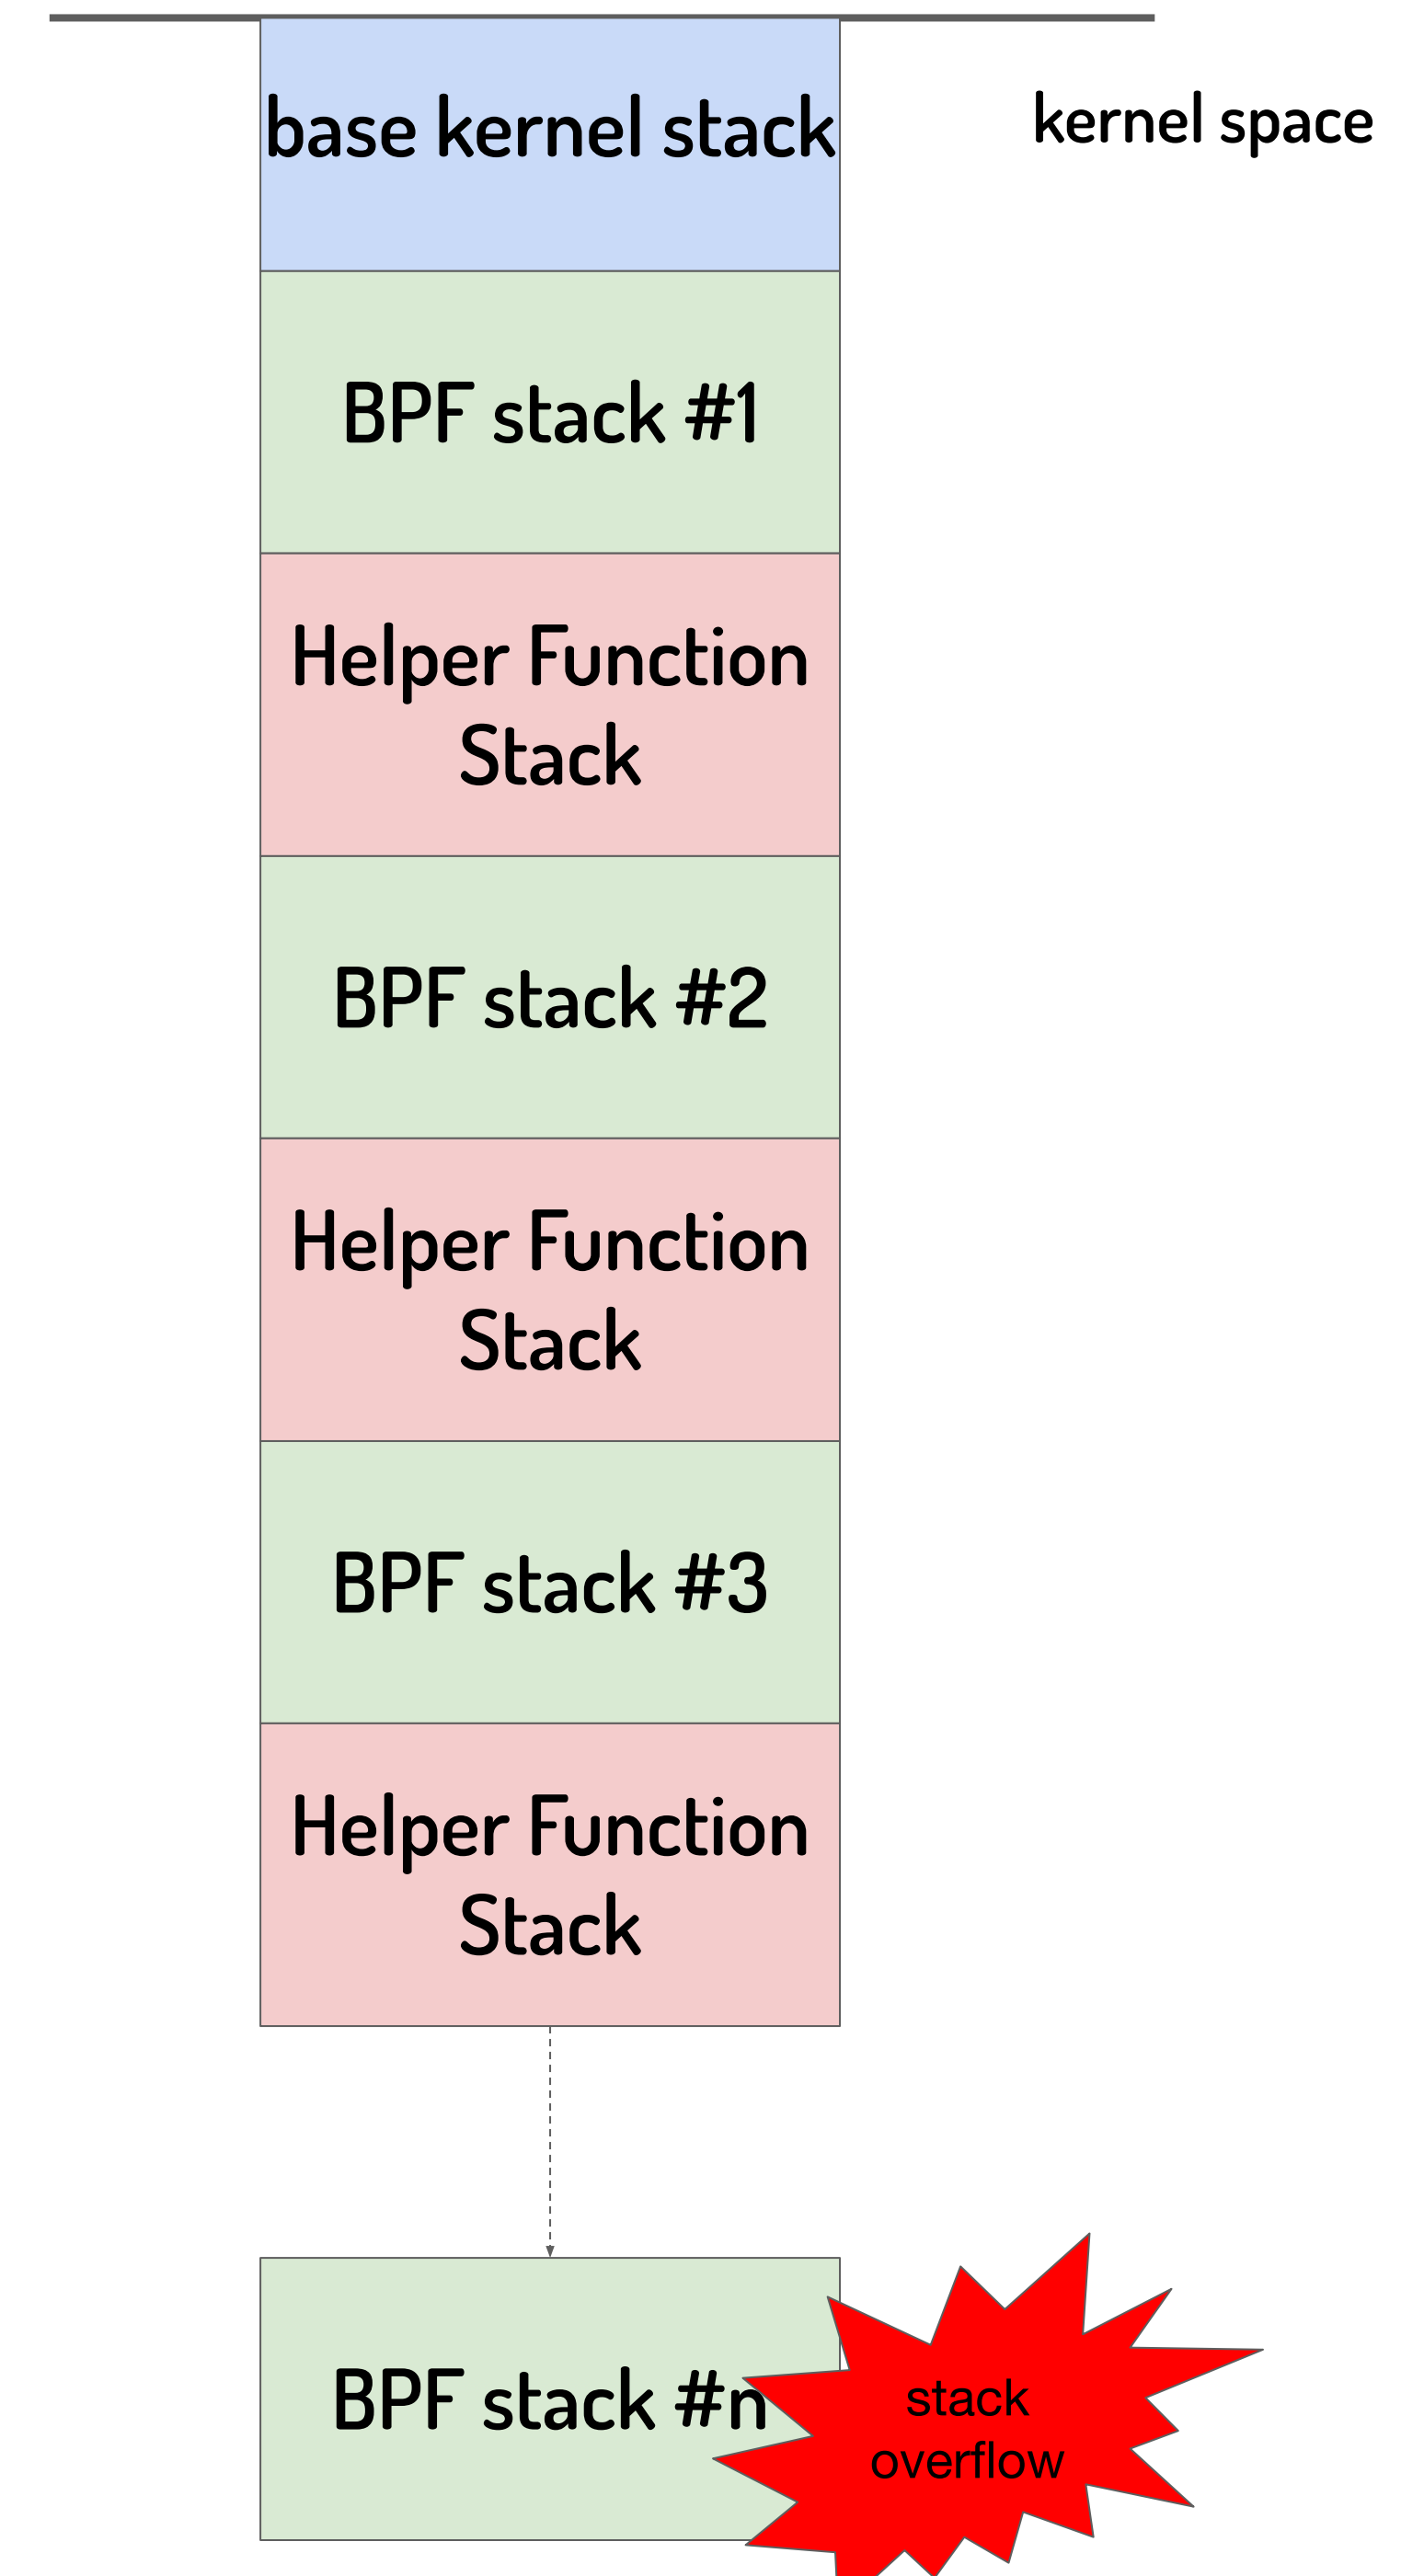 base kernel stack
kernel space
BPF stack #1
Helper Function
Stack
BPF stack #2
Helper Function
Stack
BPF stack #3
Helper Function
Stack
BPF stack #n
stack
overflow